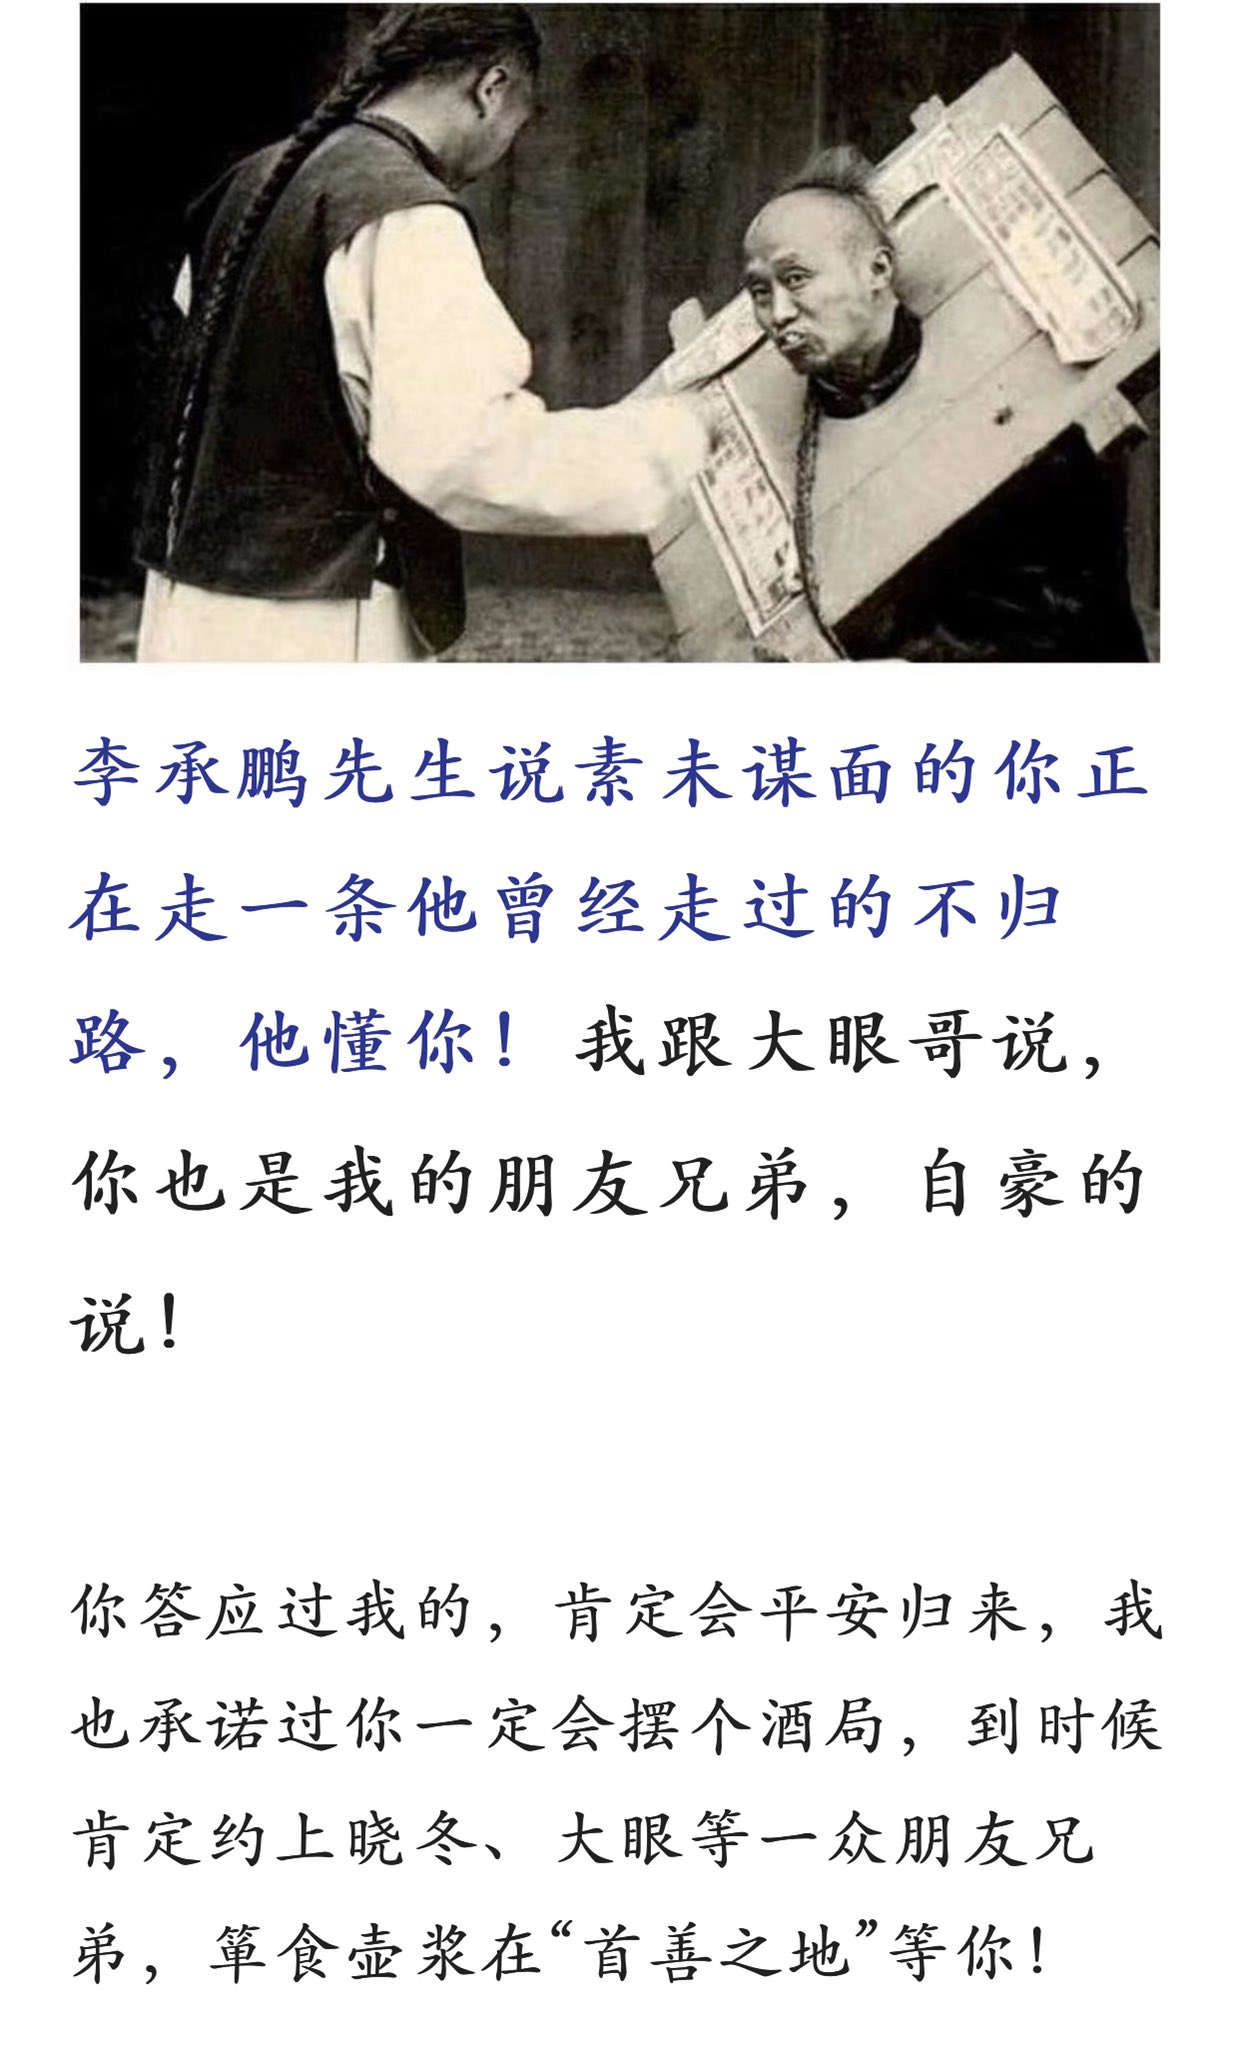 李承鹏先生说素未谋面的你正
在走一条他曾经走过的不归
路，他懂你！我跟大眼哥说，
你也是我的朋友兄弟，自豪的
说！
你答应过我的，肯定会平安归来，我
也承诺过你一定会摆个酒局，到时候
肯定约上晓冬、大眼等一众朋友兄
弟，箪食壶浆在“首善之地”等你！